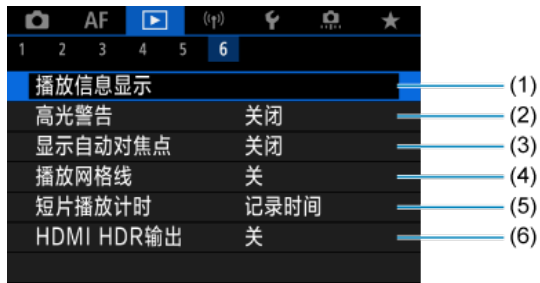 AF
1 2 3 4 5 6
播放信息显示 (1)
高光警告 关闭 (2)
显示自动对焦点 关闭 (3)
播放网格线 关 (4)
短片播放计时 记录时间 (5)
HDMI HDR输出 关 (6)